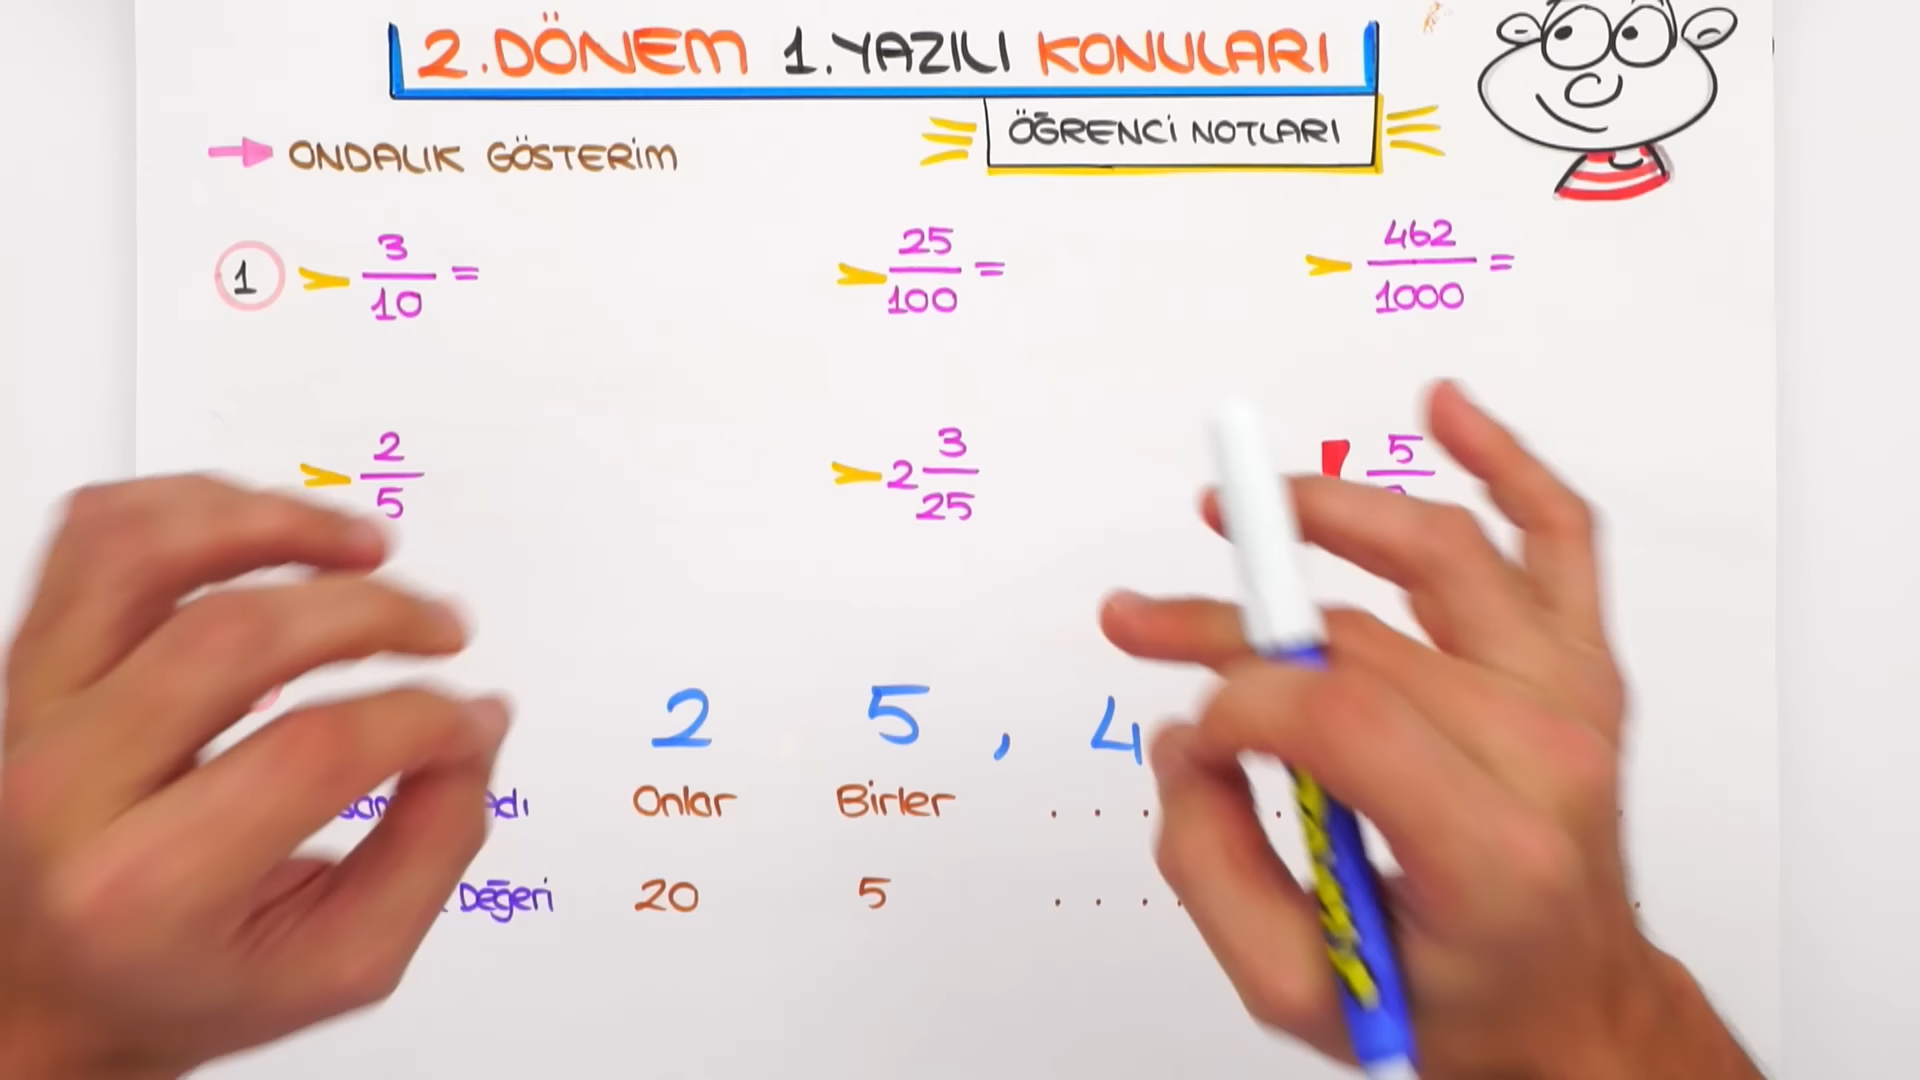 2.DÖNEM 1.YAZILI KONULARI
ÖĞRENCİ NOTLARI
ONDALIK GÖSTERİM
1 3/10 = 25/100 = 462/1000 =
2/5 2 3/25 5
2 5 , 4
Onlar Birler . . .
Değeri 20 5 . . . .